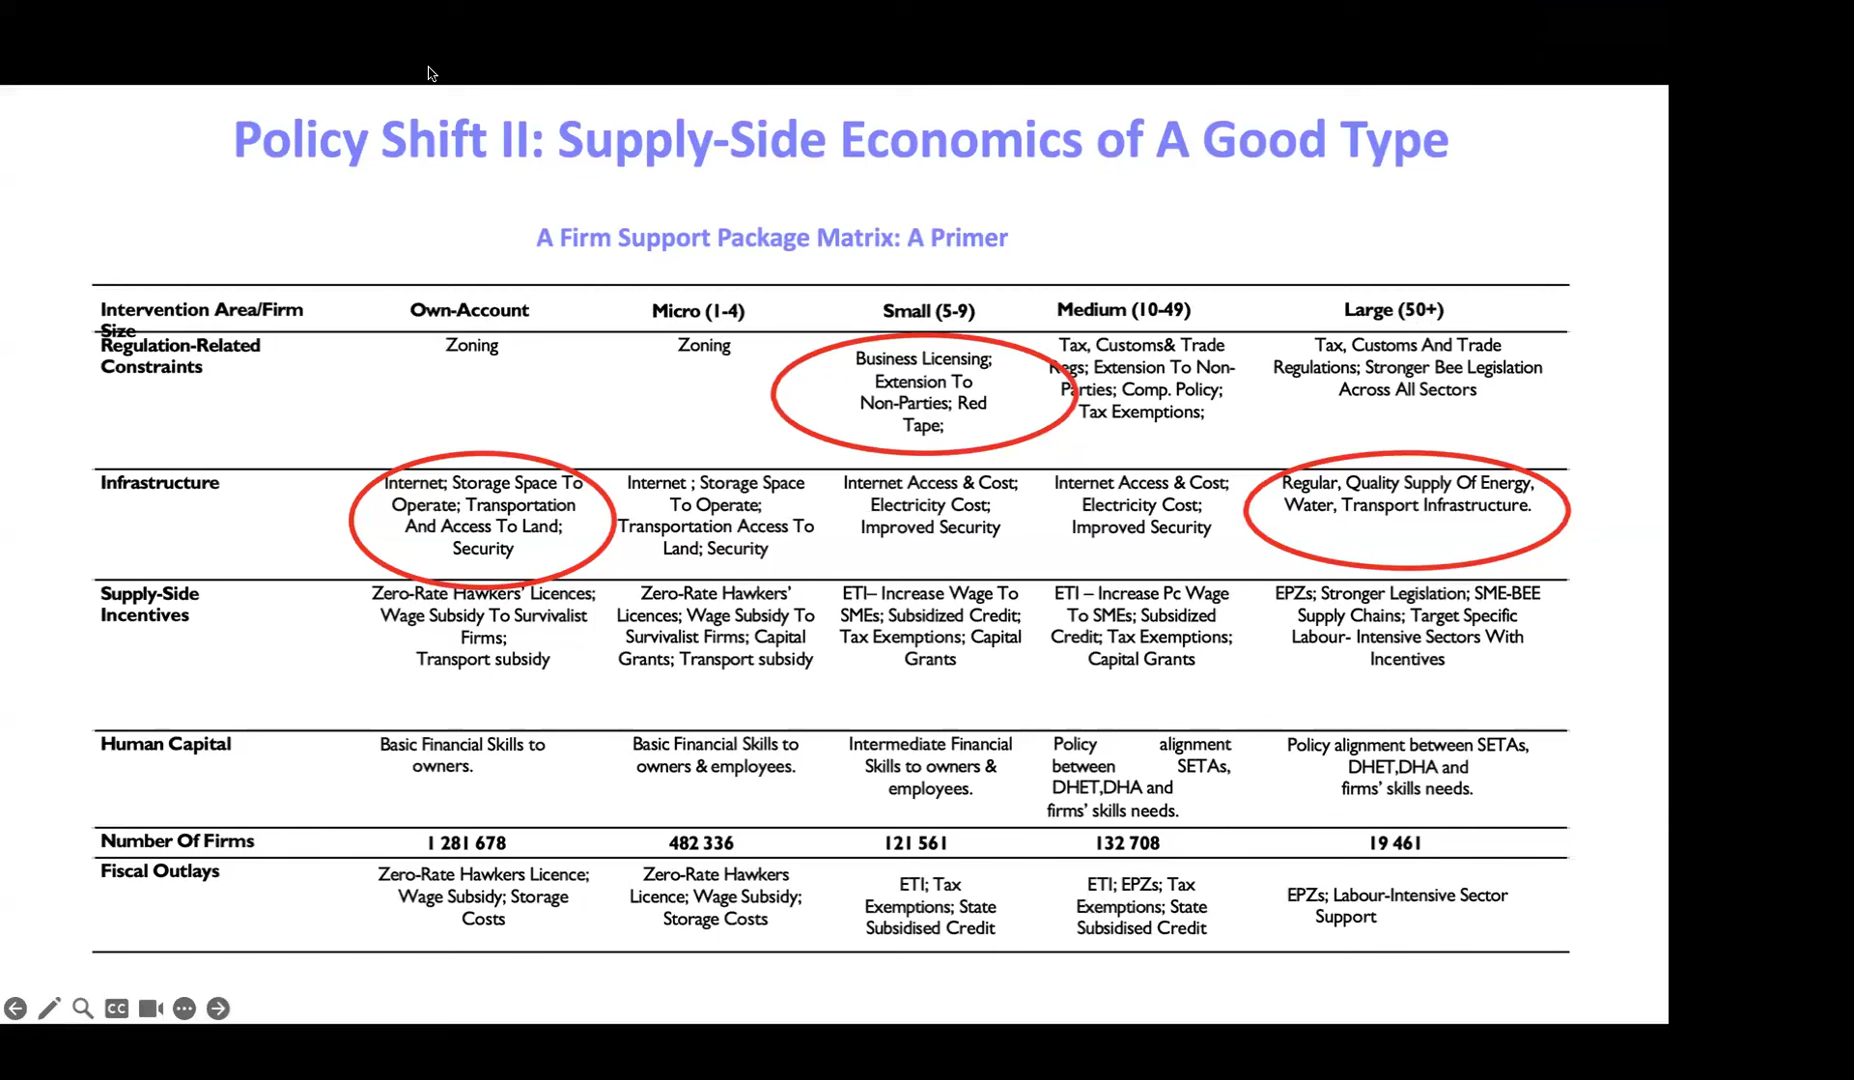 Policy Shift II: Supply-Side Economics of A Good Type
A Firm Support Package Matrix: A Primer
Intervention Area/Firm
Size
Own-Account
Micro (1-4)
Small (5-9)
Medium (10-49)
Large (50+)
Regulation-Related
Constraints
Zoning
Zoning
Business Licensing;
Extension To
Non-Parties; Red
Tape;
Tax, Customs& Trade
Regs; Extension To Non-
Parties; Comp. Policy;
Tax Exemptions;
Tax, Customs And Trade
Regulations; Stronger Bee Legislation
Across All Sectors
Infrastructure
Internet; Storage Space To
Operate; Transportation
And Access To Land;
Security
Internet ; Storage Space
To Operate;
Transportation Access To
Land; Security
Internet Access & Cost;
Electricity Cost;
Improved Security
Internet Access & Cost;
Electricity Cost;
Improved Security
Regular, Quality Supply Of Energy,
Water, Transport Infrastructure.
Supply-Side
Incentives
Zero-Rate Hawkers' Licences;
Wage Subsidy To Survivalist
Firms;
Transport subsidy
Zero-Rate Hawkers'
Licences; Wage Subsidy To
Survivalist Firms; Capital
Grants; Transport subsidy
ETI– Increase Wage To
SMEs; Subsidized Credit;
Tax Exemptions; Capital
Grants
ETI – Increase Pc Wage
To SMEs; Subsidized
Credit; Tax Exemptions;
Capital Grants
EPZs; Stronger Legislation; SME-BEE
Supply Chains; Target Specific
Labour- Intensive Sectors With
Incentives
Human Capital
Basic Financial Skills to
owners.
Basic Financial Skills to
owners & employees.
Intermediate Financial
Skills to owners &
employees.
Policy alignment
between SETAs,
DHET,DHA and
firms' skills needs.
Policy alignment between SETAs,
DHET,DHA and
firms' skills needs.
Number Of Firms
1 281 678
482 336
121 561
132 708
19 461
Fiscal Outlays
Zero-Rate Hawkers Licence;
Wage Subsidy; Storage
Costs
Zero-Rate Hawkers
Licence; Wage Subsidy;
Storage Costs
ETI; Tax
Exemptions; State
Subsidised Credit
ETI; EPZs; Tax
Exemptions; State
Subsidised Credit
EPZs; Labour-Intensive Sector
Support
CC